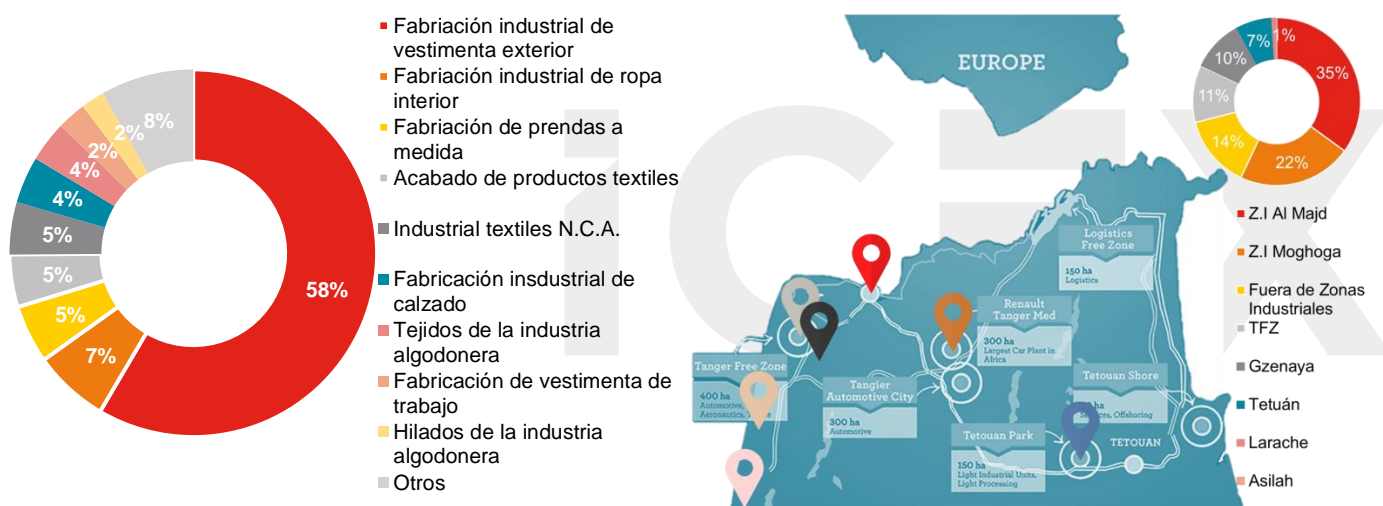 58%
7%
5%
5%
5%
4%
4%
2%
2%
8%
Fabriación industrial de
vestimenta exterior
Fabriación industrial de ropa
interior
Fabriación de prendas a
medida
Acabado de productos textiles
Industrial textiles N.C.A.
Fabricación insdustrial de
calzado
Tejidos de la industria
algodonera
Fabricación de vestimenta de
trabajo
Hilados de la industria
algodonera
Otros
iCEX
EUROPE
Logistics
Free Zone
150 ha
Logistics
Renault
Tanger Med
300 ha
Largest Car Plant in
Africa
Tanger Free Zone
400 ha
Automotive,
Aeronautics,
Tangier
Automotive City
300 ha
Automotive
Tetouan Shore
Offshoring
Tetouan Park
150 ha
Light Industrial Units,
Light Processing
TETOUAN
35%
22%
14%
11%
10%
7%
1%
Z.I Al Majd
Z.I Moghoga
Fuera de Zonas
Industriales
TFZ
Gzenaya
Tetuán
Larache
Asilah